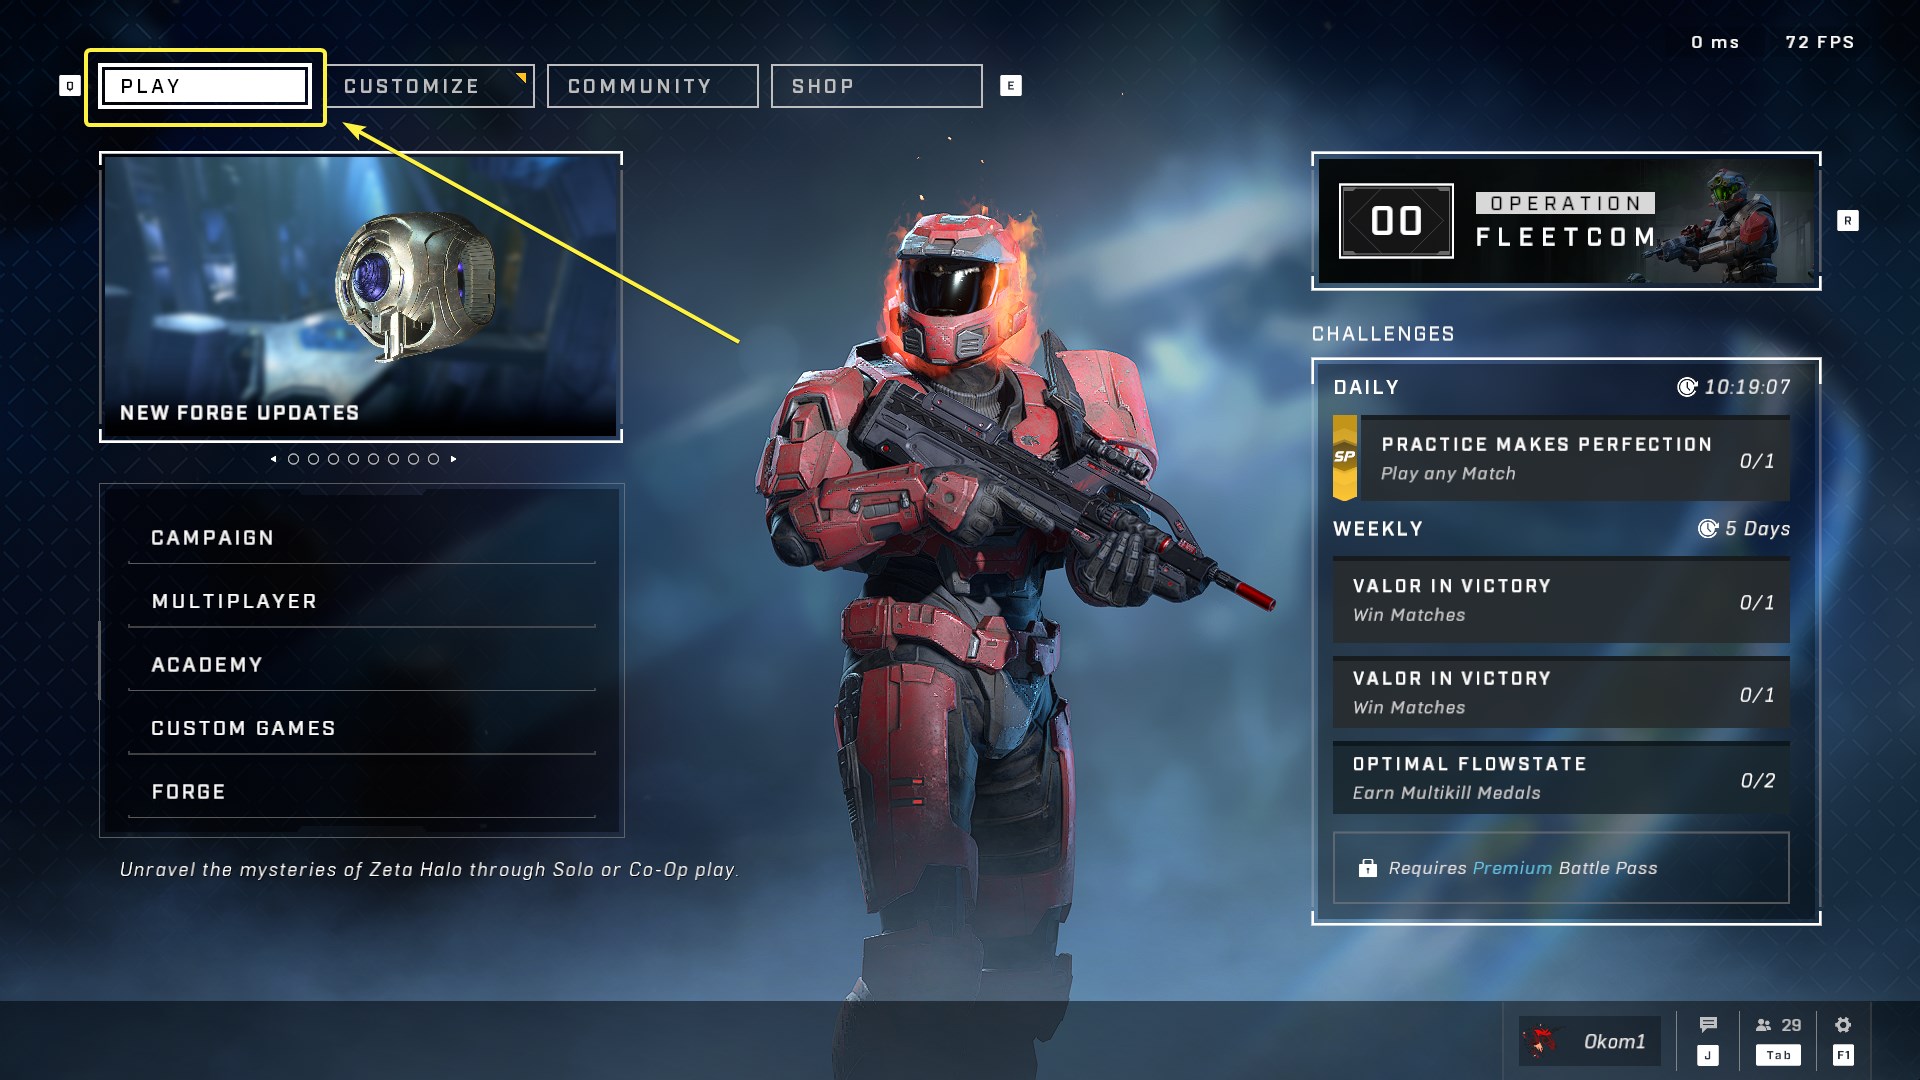 0 ms 72 FPS
Q PLAY CUSTOMIZE COMMUNITY SHOP E
NEW FORGE UPDATES
CAMPAIGN
MULTIPLAYER
ACADEMY
CUSTOM GAMES
FORGE
Unravel the mysteries of Zeta Halo through Solo or Co-Op play.
00
OPERATION
FLEETCOM
R
CHALLENGES
DAILY 10:19:07
SP
PRACTICE MAKES PERFECTION
Play any Match
0/1
WEEKLY 5 Days
VALOR IN VICTORY
Win Matches
0/1
VALOR IN VICTORY
Win Matches
0/1
OPTIMAL FLOWSTATE
Earn Multikill Medals
0/2
Requires Premium Battle Pass
Okom1
29
J Tab F1